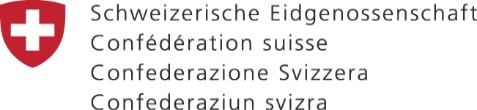 Schweizerische Eidgenossenschaft
Confédération suisse
Confederazione Svizzera
Confederaziun svizra